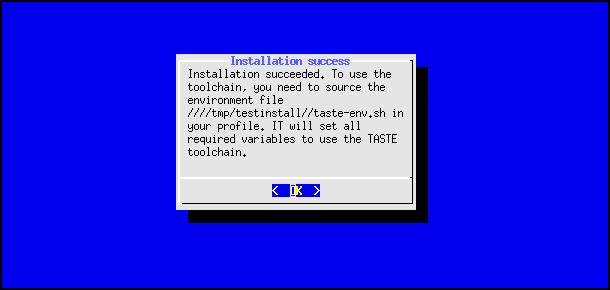 Installation success
Installation succeeded. To use the
toolchain, you need to source the
environment file
////tmp/testinstall//taste-env.sh in
your profile. IT will set all
required variables to use the TASTE
toolchain.
< OK >